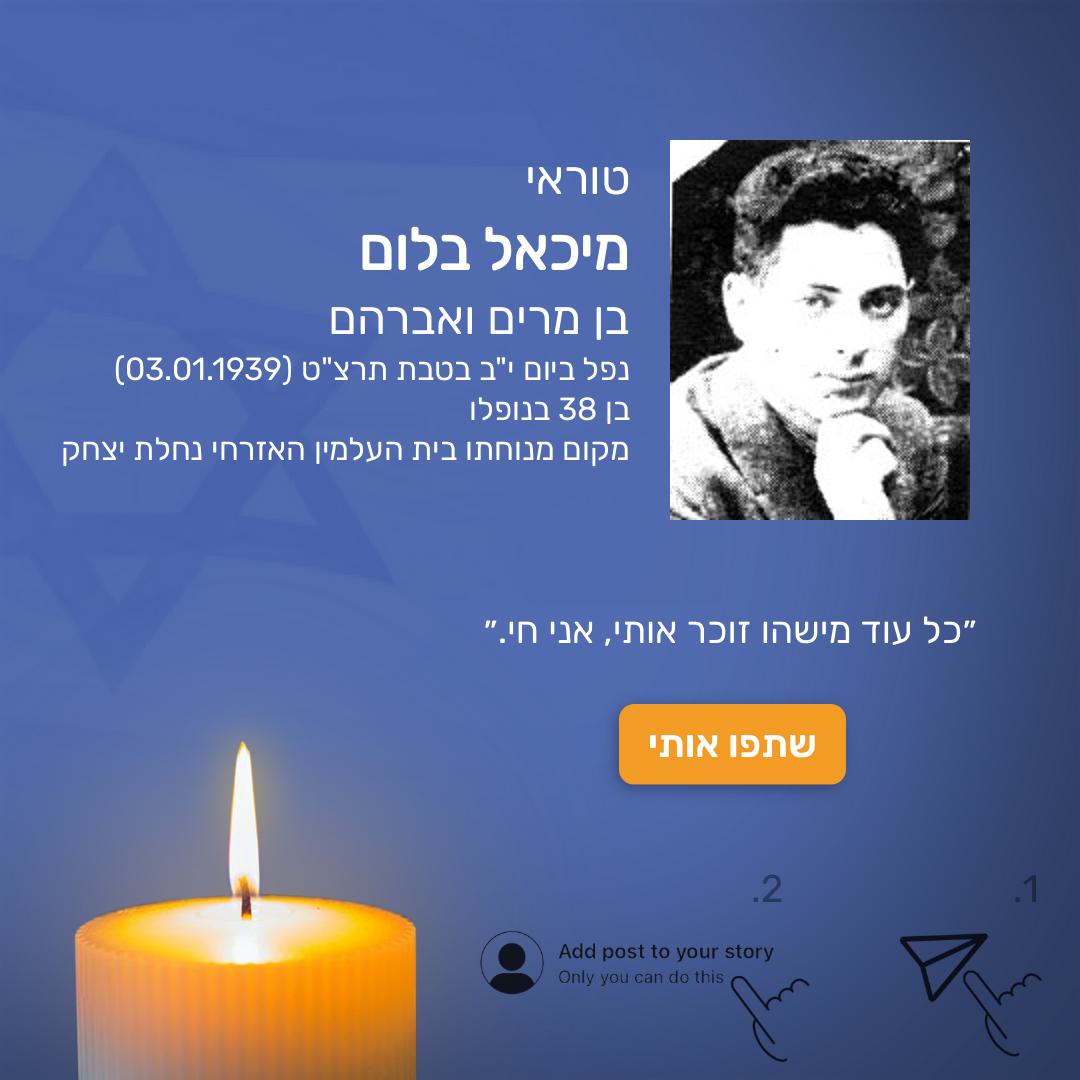 טוראי
מיכאל בלום
בן מרים ואברהם
נפל ביום י"ב בטבת תרצ"ט (03.01.1939)
בן 38 בנופלו
מקום מנוחתו בית העלמין האזרחי נחלת יצחק
״כל עוד מישהו זוכר אותי, אני חי.״
שתפו אותי
1.
2.
Add post to your story
Only you can do this